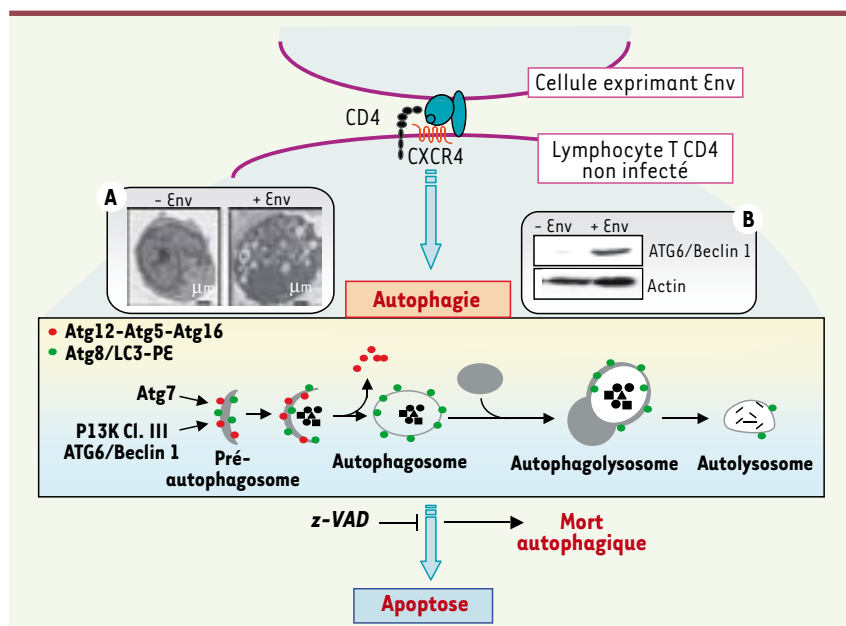 Cellule exprimant Env
CD4
CXCR4
Lymphocyte T CD4
non infecté
A
- Env + Env
μm μm
B
- Env + Env
ATG6/Beclin 1
Actin
Autophagie
Atg12-Atg5-Atg16
Atg8/LC3-PE
Atg7
P13K Cl. III
ATG6/Beclin 1
Pré-
autophagosome
Autophagosome
Autophagolysosome
Autolysosome
z-VAD
Mort
autophagique
Apoptose